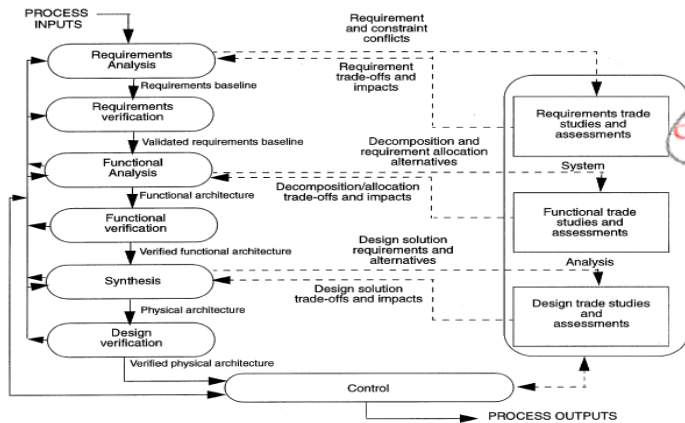 PROCESS
INPUTS
Requirements
Analysis
Requirements baseline
Requirements
verification
Validated requirements baseline
Functional
Analysis
Functional architecture
Functional
verification
Verified functional architecture
Synthesis
Physical architecture
Design
verification
Verified physical architecture
Requirement
and constraint
conflicts
Requirement
trade-offs and
impacts
Decomposition and
requirement allocation
alternatives
Decomposition/allocation
trade-offs and impacts
Design solution
requirements and
alternatives
Design solution
trade-offs and impacts
Requirements trade
studies and
assessments
System
Functional trade
studies and
assessments
Analysis
Design trade studies
and
assessments
Control
PROCESS OUTPUTS